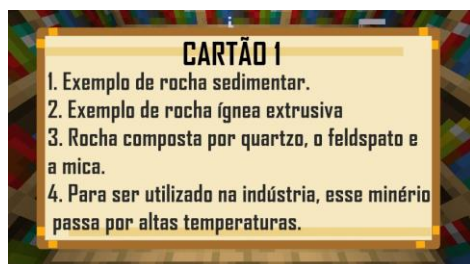 CARTÃO 1
1. Exemplo de rocha sedimentar.
2. Exemplo de rocha ígnea extrusiva
3. Rocha composta por quartzo, o feldspato e
a mica.
4. Para ser utilizado na indústria, esse minério
passa por altas temperaturas.